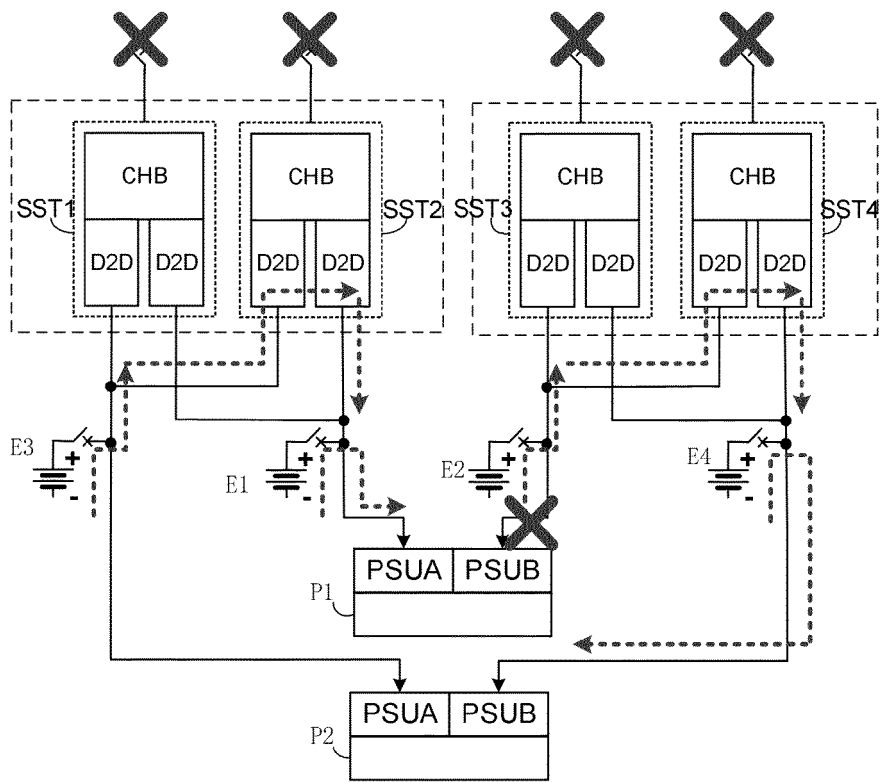 CHB CHB CHB CHB
SST1 SST2 SST3 SST4
D2D D2D D2D D2D D2D D2D D2D D2D
E3 + -
E1 + -
E2 + -
E4 + -
PSUA PSUB
P1
PSUA PSUB
P2